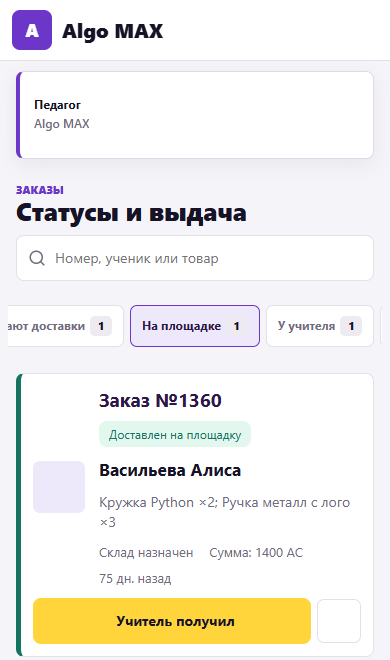 A Algo MAX
Педагог
Algo MAX
ЗАКАЗЫ
Статусы и выдача
Номер, ученик или товар
ают доставки 1 На площадке 1 У учителя 1
Заказ №1360
Доставлен на площадку
Васильева Алиса
Кружка Python ×2; Ручка металл с лого
×3
Склад назначен Сумма: 1400 AC
75 дн. назад
Учитель получил